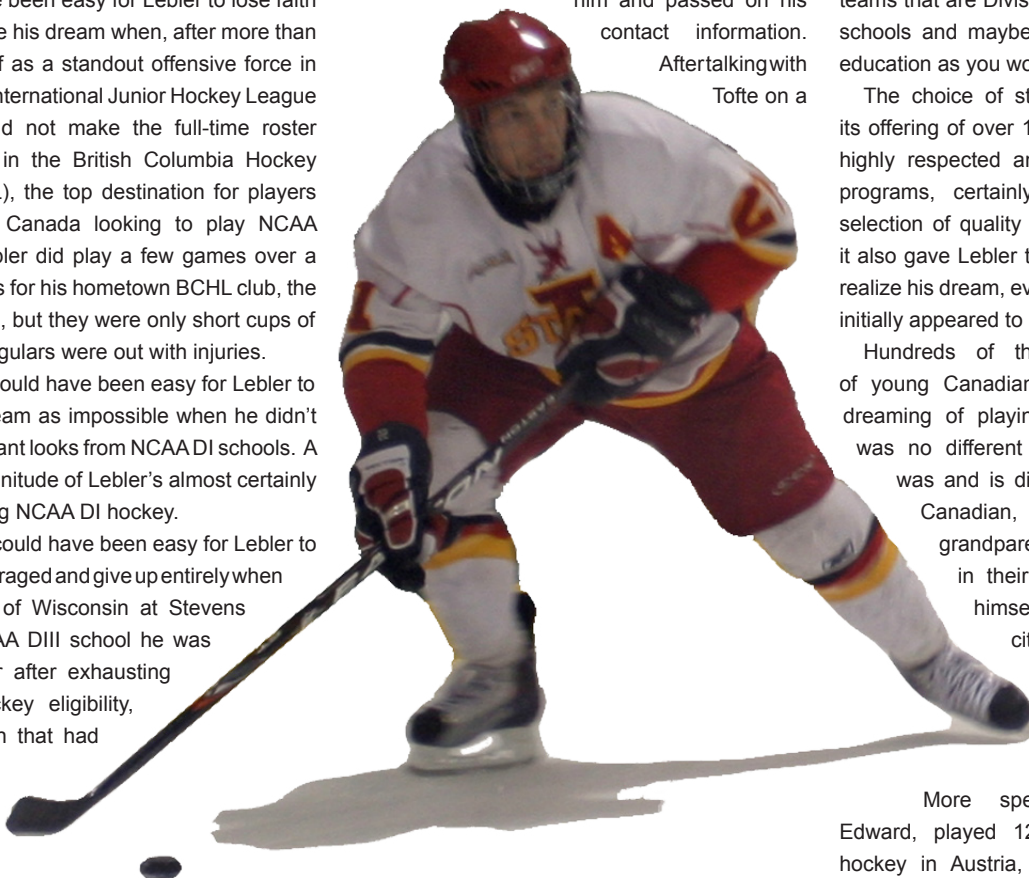 been easy for Lebler to lose faith
e his dream when, after more than
f as a standout offensive force in
nternational Junior Hockey League
d not make the full-time roster
in the British Columbia Hockey
), the top destination for players
Canada looking to play NCAA
bler did play a few games over a
s for his hometown BCHL club, the
, but they were only short cups of
gulars were out with injuries.
ould have been easy for Lebler to
eam as impossible when he didn't
ant looks from NCAA DI schools. A
nitude of Lebler's almost certainly
g NCAA DI hockey.
could have been easy for Lebler to
raged and give up entirely when
of Wisconsin at Stevens
AA DIII school he was
r after exhausting
key eligibility,
n that had
him and passed on his
contact information.
After talking with
Tofte on a
A
EASTON
teams that are Divis
schools and maybe
education as you wo
The choice of st
its offering of over 1
highly respected ar
programs, certainly
selection of quality
it also gave Lebler t
realize his dream, ev
initially appeared to
Hundreds of th
of young Canadian
dreaming of playin
was no different
was and is di
Canadian,
grandpare
in their
himse
cit
More spe
Edward, played 12
hockey in Austria,